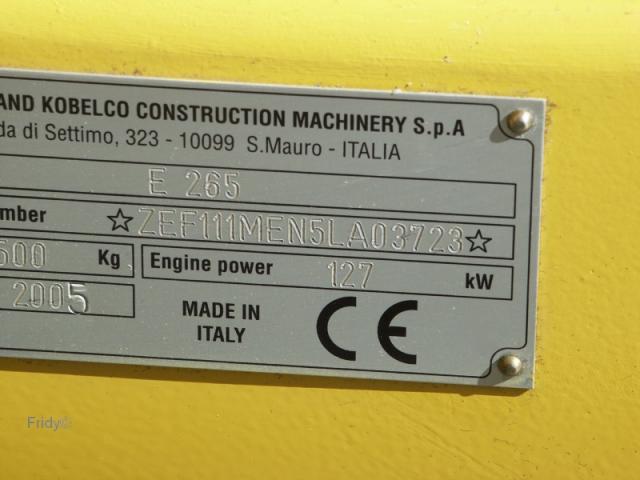 AND KOBELCO CONSTRUCTION MACHINERY S.p.A
da di Settimo, 323 - 10099 S.Mauro - ITALIA
E 265
mber ☆ZEF111MEN5LA03723☆
500 Kg Engine power 127 kW
2005
MADE IN
ITALY
CE
Fridy©